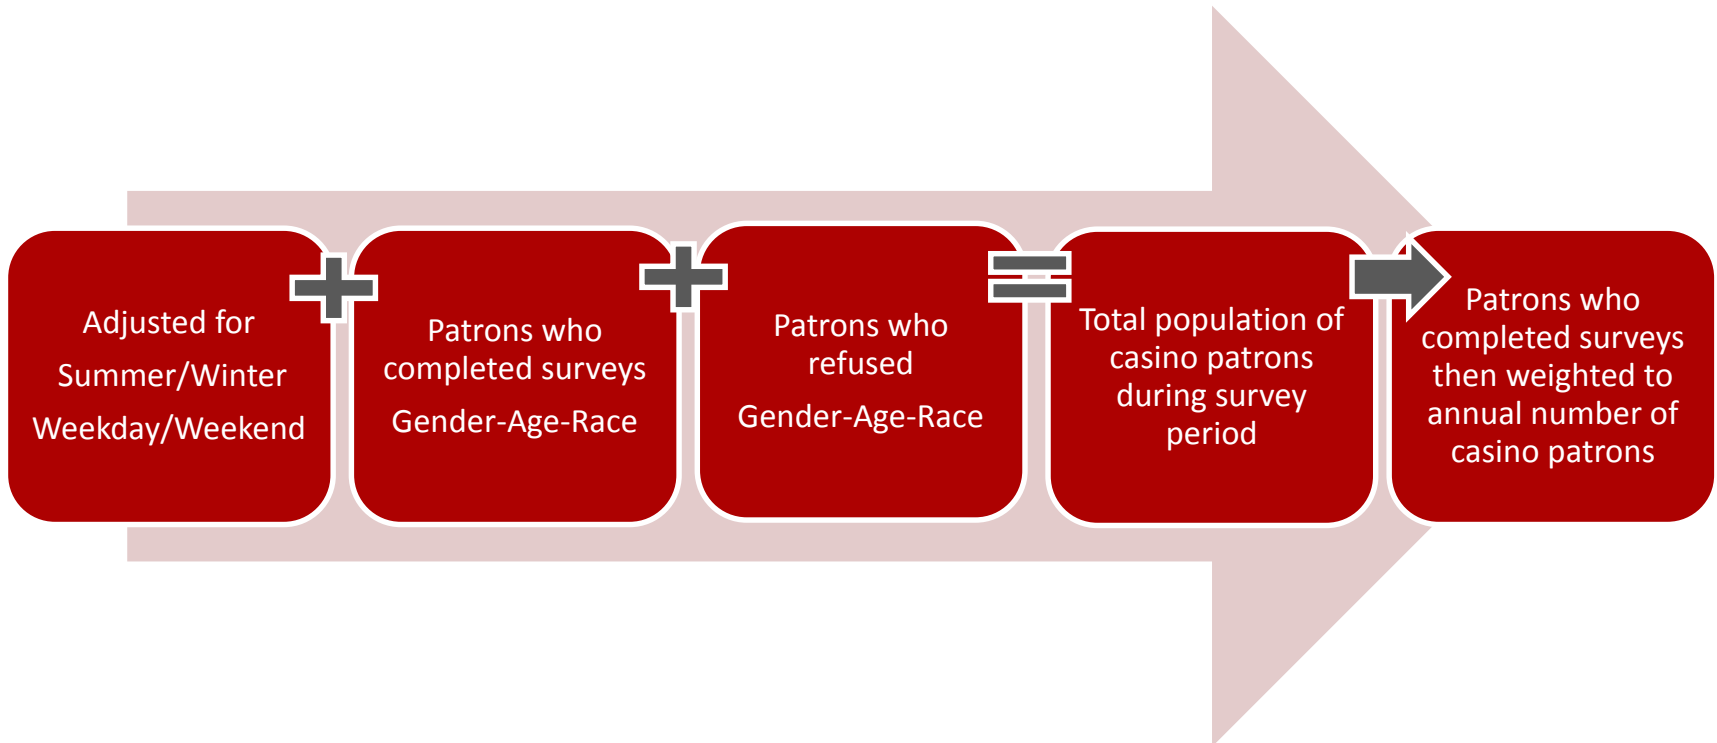 Adjusted for
Summer/Winter
Weekday/Weekend
Patrons who
completed surveys
Gender-Age-Race
Patrons who
refused
Gender-Age-Race
Total population of
casino patrons
during survey
period
Patrons who
completed surveys
then weighted to
annual number of
casino patrons